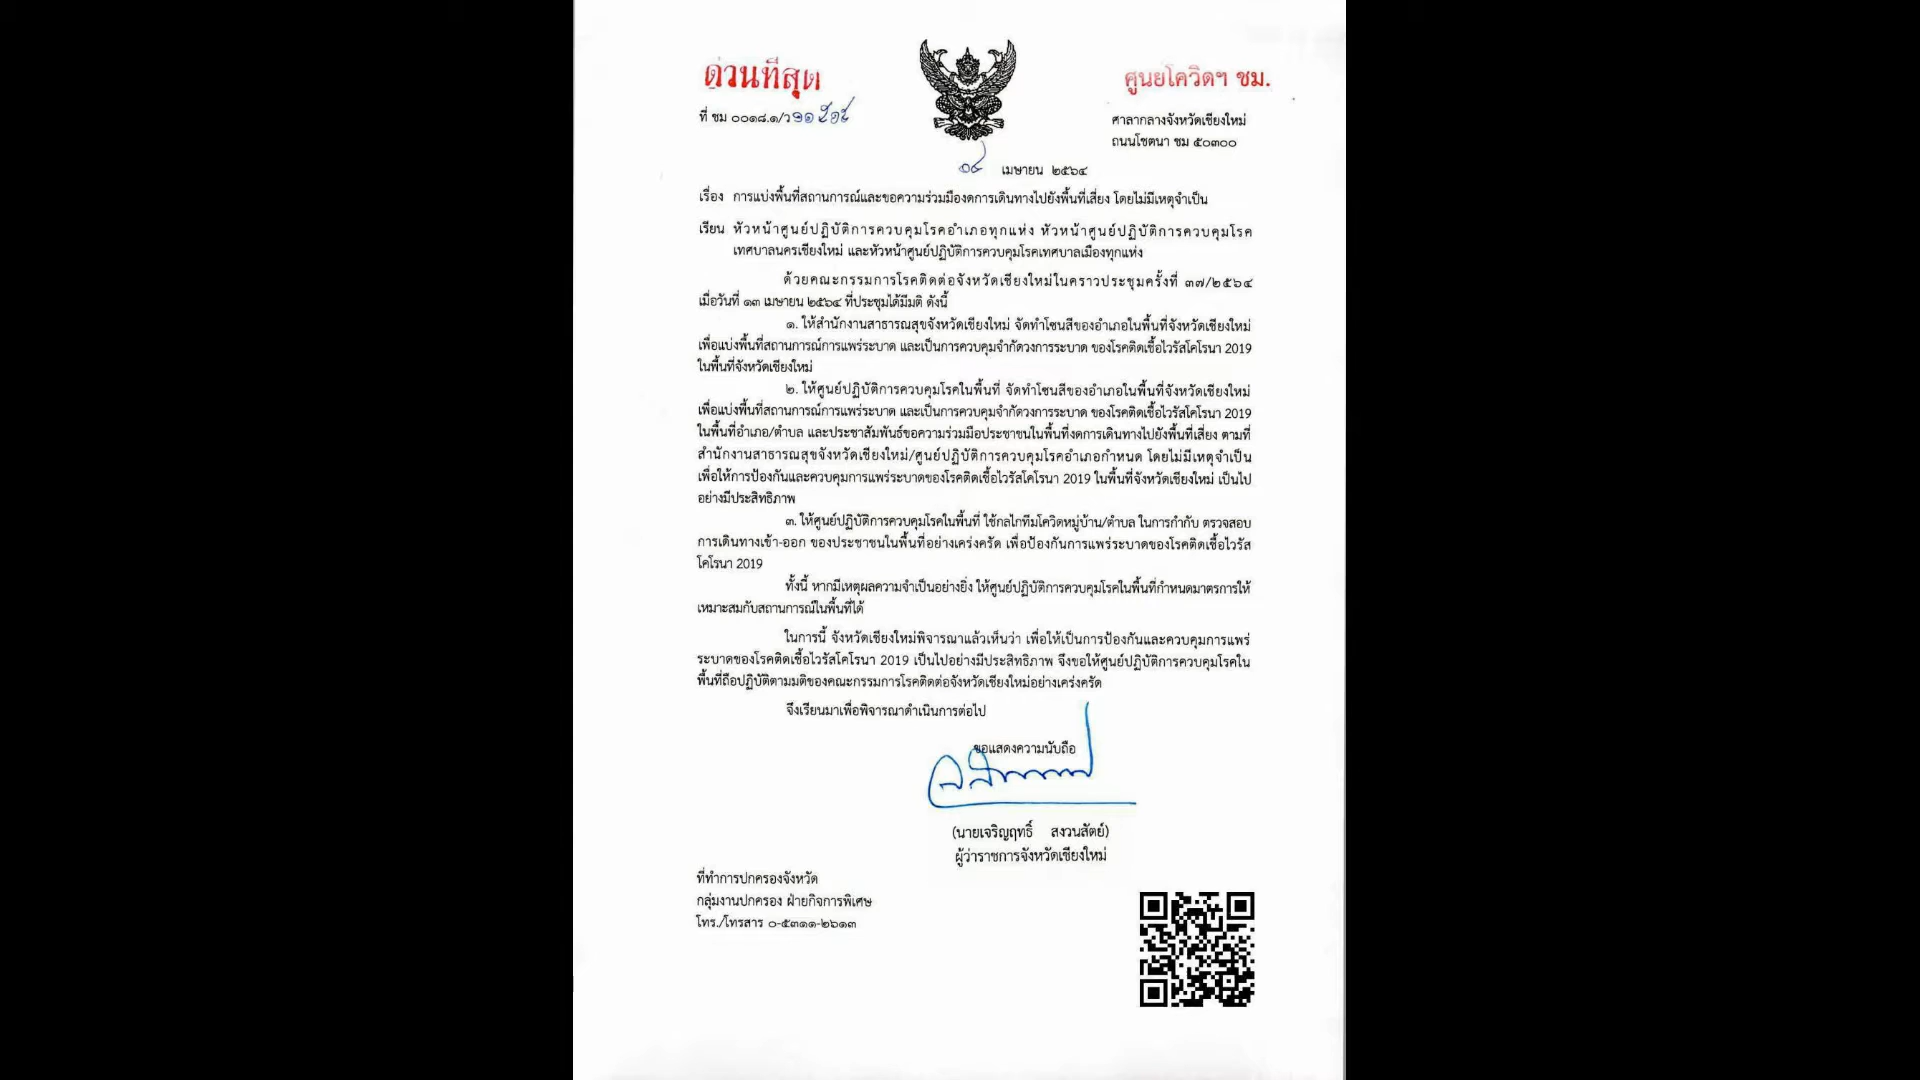 ด่วนที่สุด
ศูนย์โควิดฯ ชม.
ที่ ชม ๐๐๑๘.๑/ว
ศาลากลางจังหวัดเชียงใหม่
ถนนโชตนา ชม ๕๐๓๐๐
เมษายน ๒๕๖๔
เรื่อง การแบ่งพื้นที่สถานการณ์และขอความร่วมมืองดการเดินทางไปยังพื้นที่เสี่ยง โดยไม่มีเหตุจำเป็น
เรียน หัวหน้าศูนย์ปฏิบัติการควบคุมโรคอำเภอทุกแห่ง หัวหน้าศูนย์ปฏิบัติการควบคุมโรค
เทศบาลนครเชียงใหม่ และหัวหน้าศูนย์ปฏิบัติการควบคุมโรคเทศบาลเมืองทุกแห่ง
ด้วยคณะกรรมการโรคติดต่อจังหวัดเชียงใหม่ในคราวประชุมครั้งที่ ๓๗/๒๕๖๔
เมื่อวันที่ ๑๓ เมษายน ๒๕๖๔ ที่ประชุมได้มีมติ ดังนี้
๑. ให้สำนักงานสาธารณสุขจังหวัดเชียงใหม่ จัดทำโซนสีของอำเภอในพื้นที่จังหวัดเชียงใหม่
เพื่อแบ่งพื้นที่สถานการณ์การแพร่ระบาด และเป็นการควบคุมจำกัดวงการระบาด ของโรคติดเชื้อไวรัสโคโรนา 2019
ในพื้นที่จังหวัดเชียงใหม่
๒. ให้ศูนย์ปฏิบัติการควบคุมโรคในพื้นที่ จัดทำโซนสีของอำเภอในพื้นที่จังหวัดเชียงใหม่
เพื่อแบ่งพื้นที่สถานการณ์การแพร่ระบาด และเป็นการควบคุมจำกัดวงการระบาด ของโรคติดเชื้อไวรัสโคโรนา 2019
ในพื้นที่อำเภอ/ตำบล และประชาสัมพันธ์ขอความร่วมมือประชาชนในพื้นที่งดการเดินทางไปยังพื้นที่เสี่ยง ตามที่
สำนักงานสาธารณสุขจังหวัดเชียงใหม่/ศูนย์ปฏิบัติการควบคุมโรคอำเภอกำหนด โดยไม่มีเหตุจำเป็น
เพื่อให้การป้องกันและควบคุมการแพร่ระบาดของโรคติดเชื้อไวรัสโคโรนา 2019 ในพื้นที่จังหวัดเชียงใหม่ เป็นไป
อย่างมีประสิทธิภาพ
๓. ให้ศูนย์ปฏิบัติการควบคุมโรคในพื้นที่ ใช้กลไกทีมโควิดหมู่บ้าน/ตำบล ในการกำกับ ตรวจสอบ
การเดินทางเข้า-ออก ของประชาชนในพื้นที่อย่างเคร่งครัด เพื่อป้องกันการแพร่ระบาดของโรคติดเชื้อไวรัส
โคโรนา 2019
ทั้งนี้ หากมีเหตุผลความจำเป็นอย่างยิ่ง ให้ศูนย์ปฏิบัติการควบคุมโรคในพื้นที่กำหนดมาตรการให้
เหมาะสมกับสถานการณ์ในพื้นที่ได้
ในการนี้ จังหวัดเชียงใหม่พิจารณาแล้วเห็นว่า เพื่อให้เป็นการป้องกันและควบคุมการแพร่
ระบาดของโรคติดเชื้อไวรัสโคโรนา 2019 เป็นไปอย่างมีประสิทธิภาพ จึงขอให้ศูนย์ปฏิบัติการควบคุมโรคใน
พื้นที่ถือปฏิบัติตามมติของคณะกรรมการโรคติดต่อจังหวัดเชียงใหม่อย่างเคร่งครัด
จึงเรียนมาเพื่อพิจารณาดำเนินการต่อไป
ขอแสดงความนับถือ
(นายเจริญฤทธิ์ สงวนสัตย์)
ผู้ว่าราชการจังหวัดเชียงใหม่
ที่ทำการปกครองจังหวัด
กลุ่มงานปกครอง ฝ่ายกิจการพิเศษ
โทร./โทรสาร ๐-๕๓๑๑-๒๖๑๓